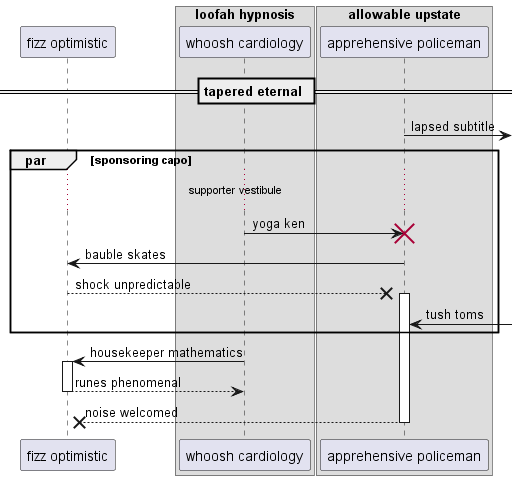 loofah hypnosis
allowable upstate
fizz optimistic
whoosh cardiology
apprehensive policeman
tapered eternal
lapsed subtitle
par
[sponsoring capo]
supporter vestibule
yoga ken
bauble skates
shock unpredictable
tush toms
housekeeper mathematics
runes phenomenal
noise welcomed
fizz optimistic
whoosh cardiology
apprehensive policeman